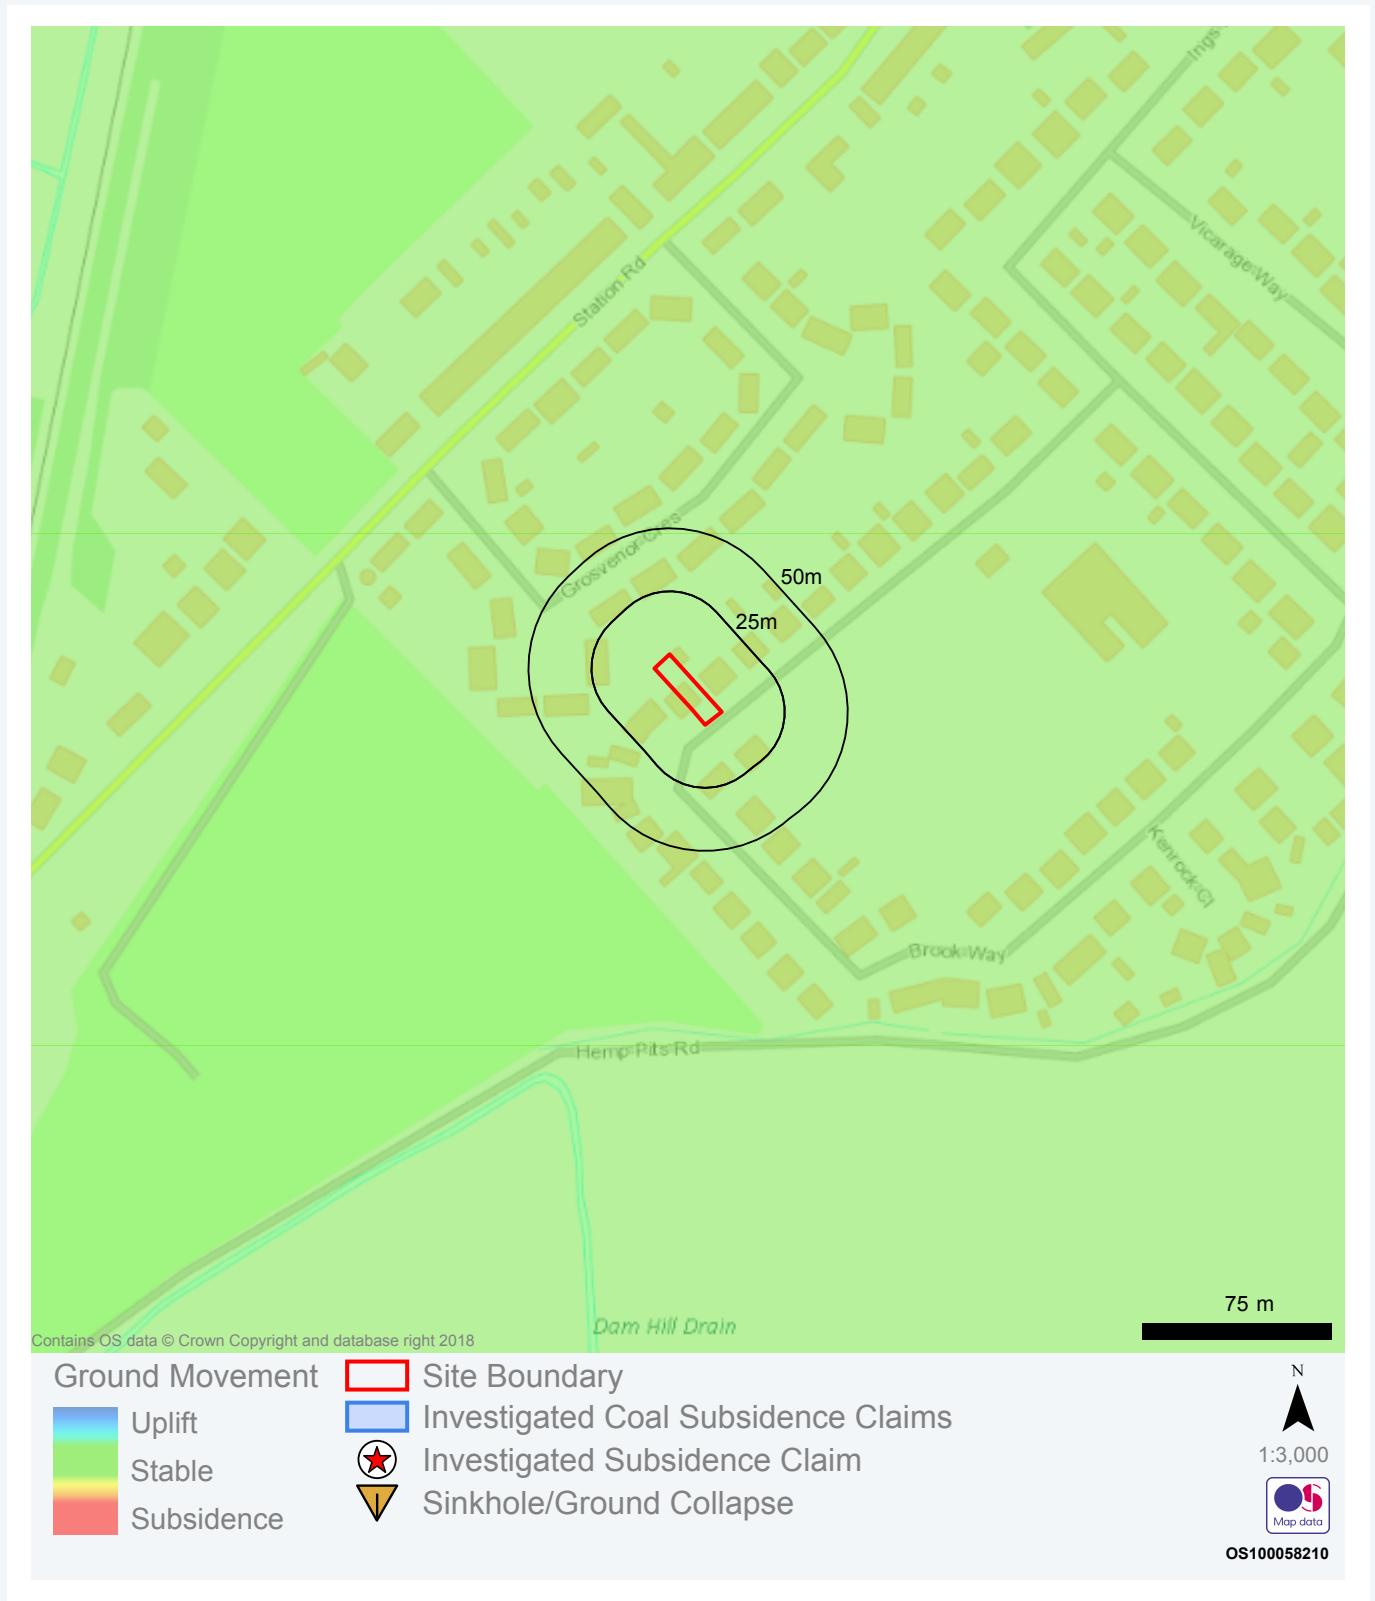 Ings
Vicarage Way
Station Rd
Grosvenor Cres
50m
25m
Kenrock Cl
Brook Way
Hemp Pits Rd
75 m
Dam Hill Drain
Contains OS data © Crown Copyright and database right 2018
Ground Movement
Uplift
Stable
Subsidence
Site Boundary
Investigated Coal Subsidence Claims
Investigated Subsidence Claim
Sinkhole/Ground Collapse
N
1:3,000
OS
Map data
OS100058210